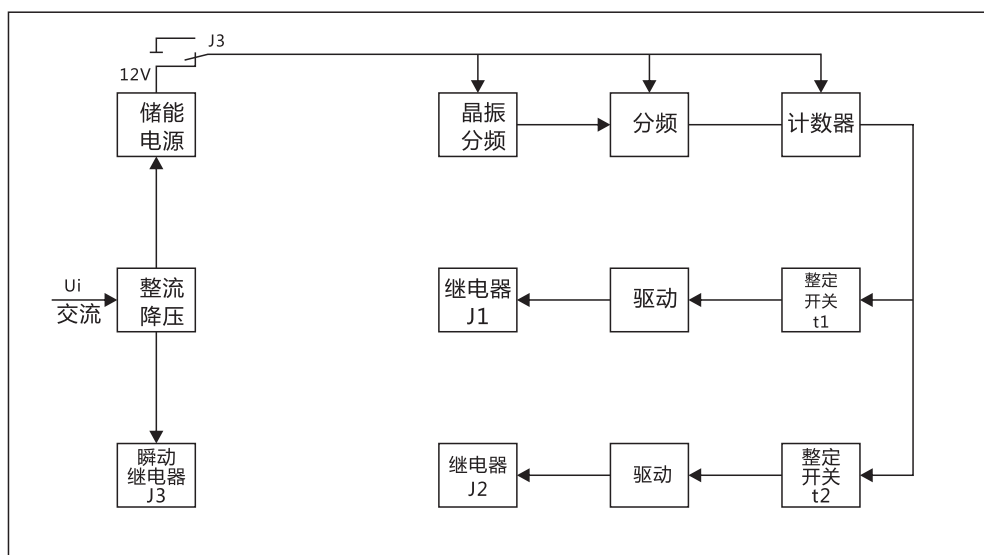 J3
12V
储能
电源
晶振
分频
分频
计数器
Ui
交流
整流
降压
继电器
J1
驱动
整定
开关
t1
瞬动
继电器
J3
继电器
J2
驱动
整定
开关
t2